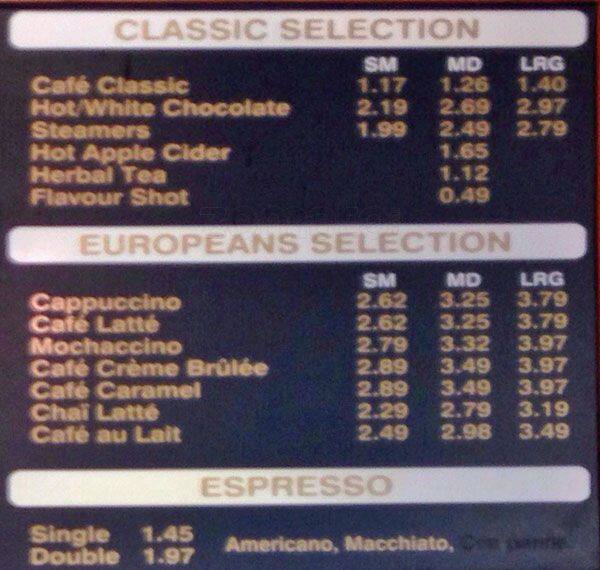 CLASSIC SELECTION
SM MD LRG
Café Classic 1.17 1.26 1.40
Hot/White Chocolate 2.19 2.69 2.97
Steamers 1.99 2.49 2.79
Hot Apple Cider 1.65
Herbal Tea 1.12
Flavour Shot 0.49
EUROPEANS SELECTION
SM MD LRG
Cappuccino 2.62 3.25 3.79
Café Latté 2.62 3.25 3.79
Mochaccino 2.79 3.32 3.97
Café Crème Brûlée 2.89 3.49 3.97
Café Caramel 2.89 3.49 3.97
Chaï Latté 2.29 2.79 3.19
Café au Lait 2.49 2.98 3.49
ESPRESSO
Single 1.45
Double 1.97
Americano, Macchiato,